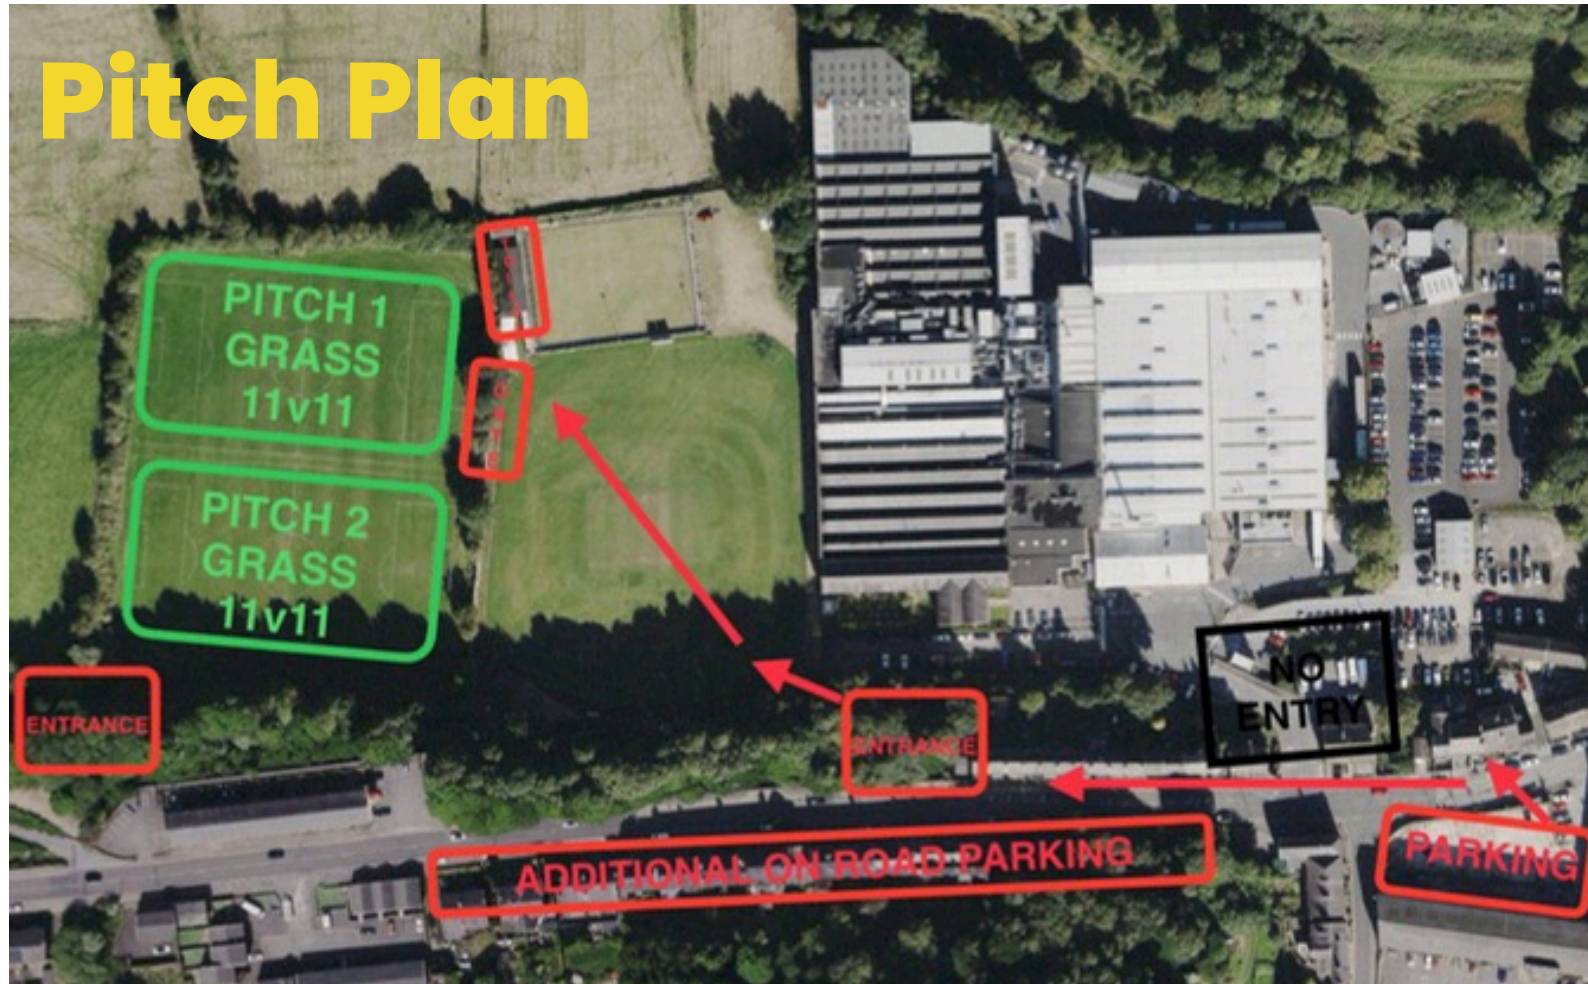 Pitch Plan
PITCH 1
GRASS
11v11
PITCH 2
GRASS
11v11
ENTRANCE
ENTRANCE
NO
ENTRY
ADDITIONAL ON ROAD PARKING
PARKING